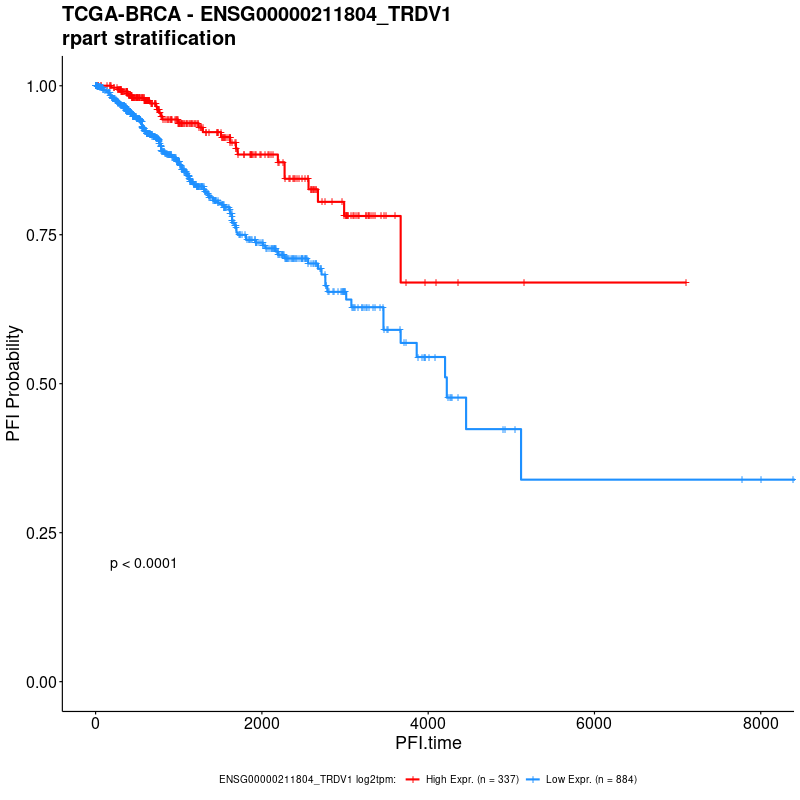 TCGA-BRCA - ENSG00000211804_TRDV1
rpart stratification
1.00
0.75
0.50
0.25
0.00
PFI Probability
p < 0.0001
0
2000
4000
6000
8000
PFI.time
ENSG00000211804_TRDV1 log2tpm: High Expr. (n = 337) Low Expr. (n = 884)